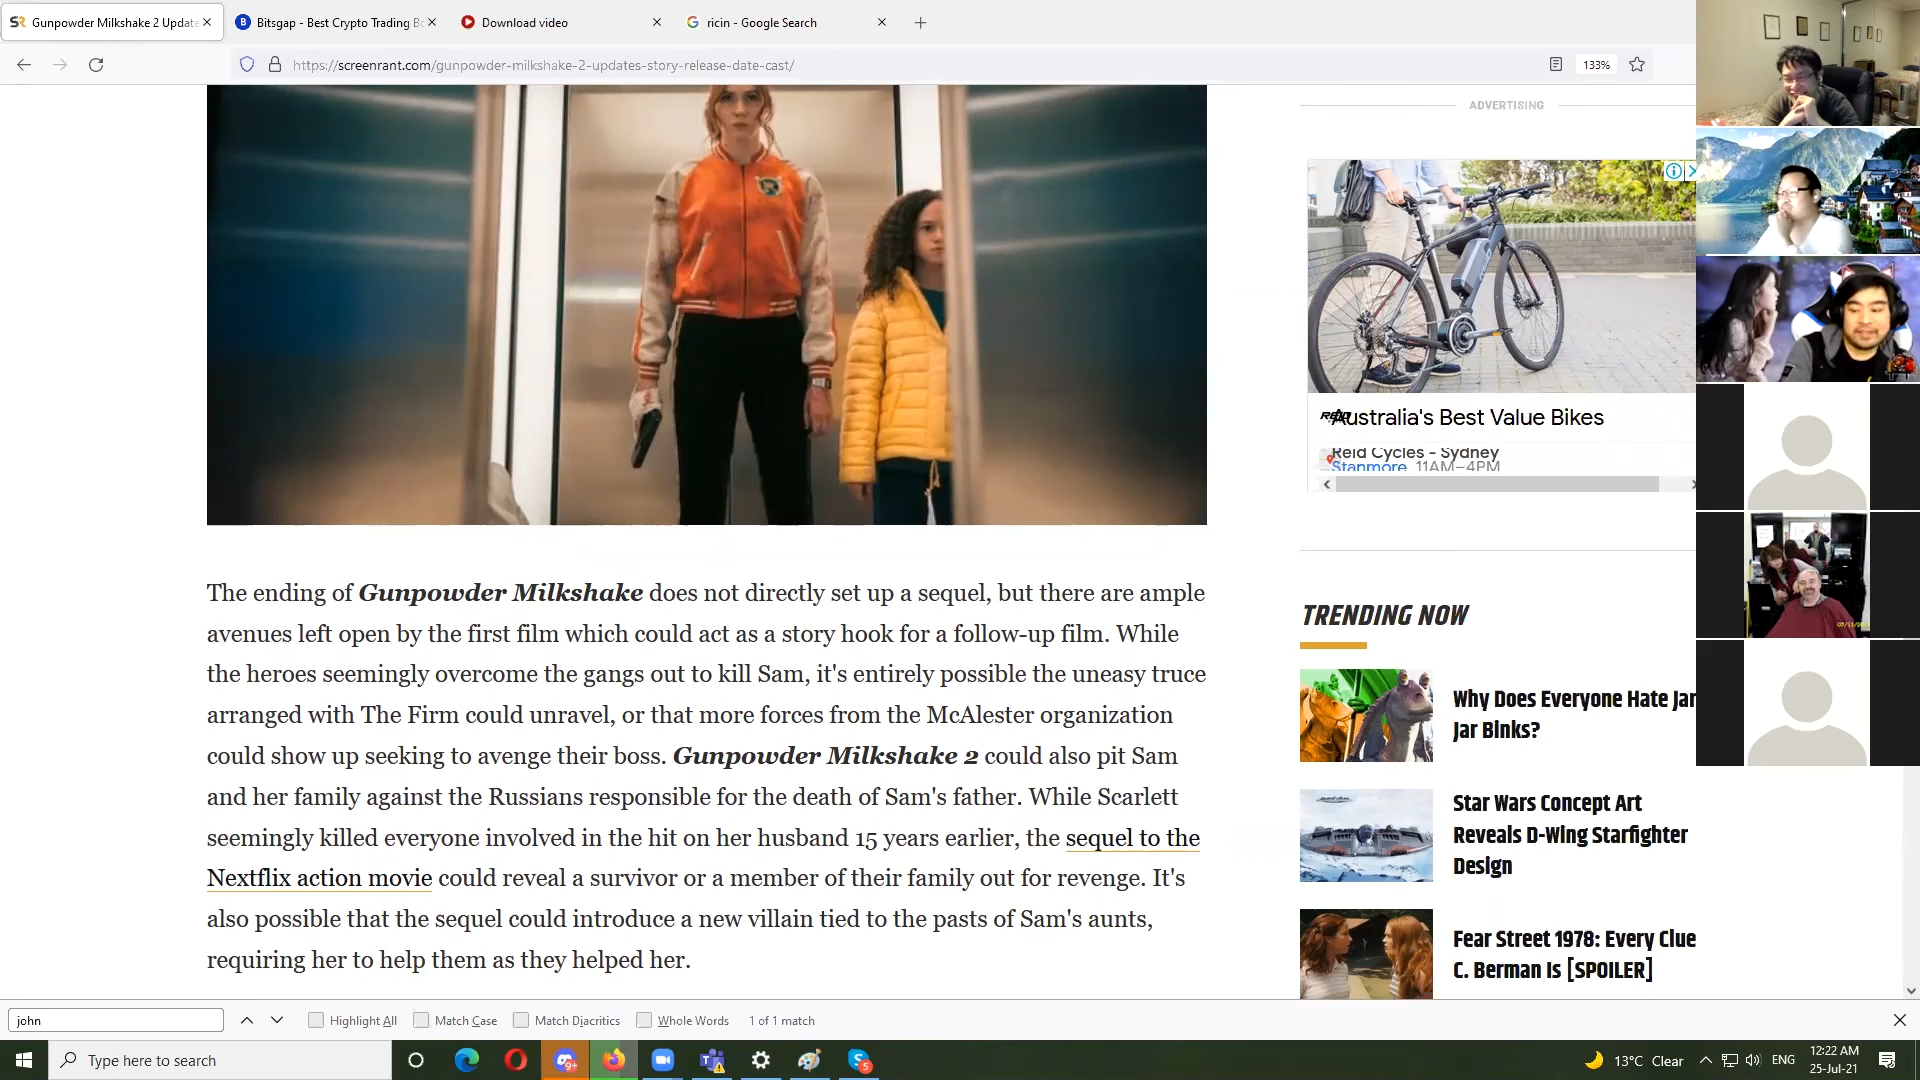 Gunpowder Milkshake 2 Update
Bitsgap - Best Crypto Trading Bo
Download video
ricin - Google Search
https://screenrant.com/gunpowder-milkshake-2-updates-story-release-date-cast/
133%
ADVERTISING
Australia's Best Value Bikes
Reid Cycles - Sydney
Stanmore 11AM–4PM
The ending of Gunpowder Milkshake does not directly set up a sequel, but there are ample
avenues left open by the first film which could act as a story hook for a follow-up film. While
the heroes seemingly overcome the gangs out to kill Sam, it's entirely possible the uneasy truce
arranged with The Firm could unravel, or that more forces from the McAlester organization
could show up seeking to avenge their boss. Gunpowder Milkshake 2 could also pit Sam
and her family against the Russians responsible for the death of Sam's father. While Scarlett
seemingly killed everyone involved in the hit on her husband 15 years earlier, the sequel to the
Nextflix action movie could reveal a survivor or a member of their family out for revenge. It's
also possible that the sequel could introduce a new villain tied to the pasts of Sam's aunts,
requiring her to help them as they helped her.
TRENDING NOW
Why Does Everyone Hate Jar
Jar Binks?
Star Wars Concept Art
Reveals D-Wing Starfighter
Design
Fear Street 1978: Every Clue
C. Berman Is [SPOILER]
john
Highlight All
Match Case
Match Diacritics
Whole Words
1 of 1 match
Type here to search
9+
5
13°C Clear
ENG
12:22 AM
25-Jul-21